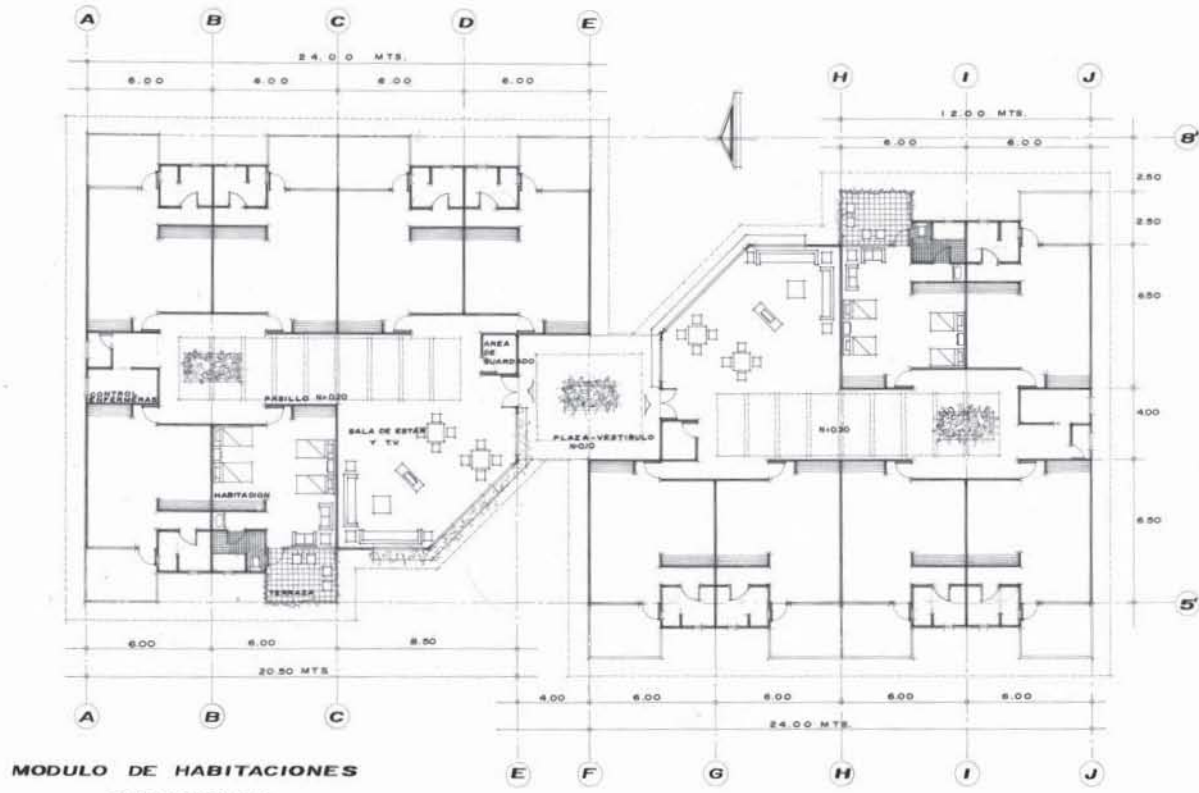 A B C D E
24.00 MTS.
6.00 6.00 6.00 6.00
H I J
12.00 MTS.
6.00 6.00
8'
2.50
2.50
6.50
4.00
6.50
5'
AREA
DE
GUARDADO
CONTROL
ENFERMERAS
PASILLO N+0.20
SALA DE ESTAR
Y T.V.
PLAZA-VESTIBULO
N+0.10
N+0.30
HABITACION
TERRAZA
6.00 6.00 8.50
20.50 MTS
4.00 6.00 6.00 6.00 6.00
24.00 MTS.
A B C
E F G H I J
MODULO DE HABITACIONES